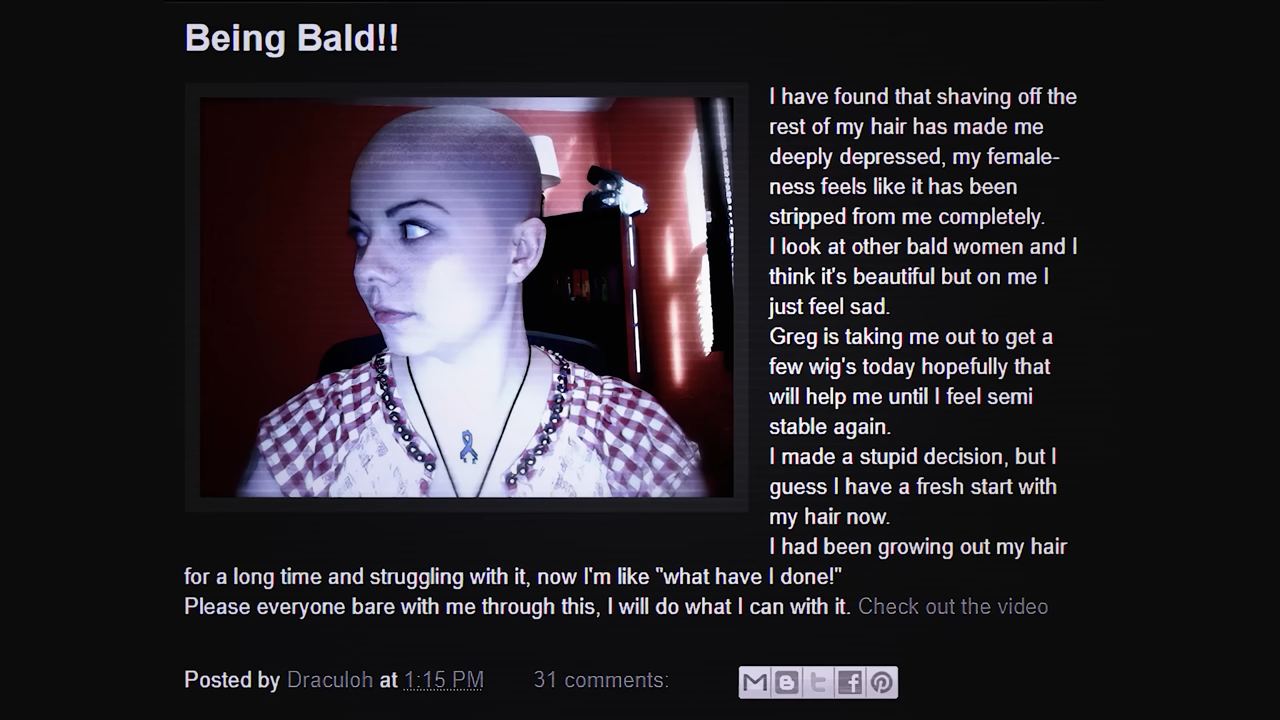 Being Bald!!
I have found that shaving off the
rest of my hair has made me
deeply depressed, my female-
ness feels like it has been
stripped from me completely.
I look at other bald women and I
think it's beautiful but on me I
just feel sad.
Greg is taking me out to get a
few wig's today hopefully that
will help me until I feel semi
stable again.
I made a stupid decision, but I
guess I have a fresh start with
my hair now.
I had been growing out my hair
for a long time and struggling with it, now I'm like "what have I done!"
Please everyone bare with me through this, I will do what I can with it. Check out the video
Posted by Draculoh at 1:15 PM 31 comments: